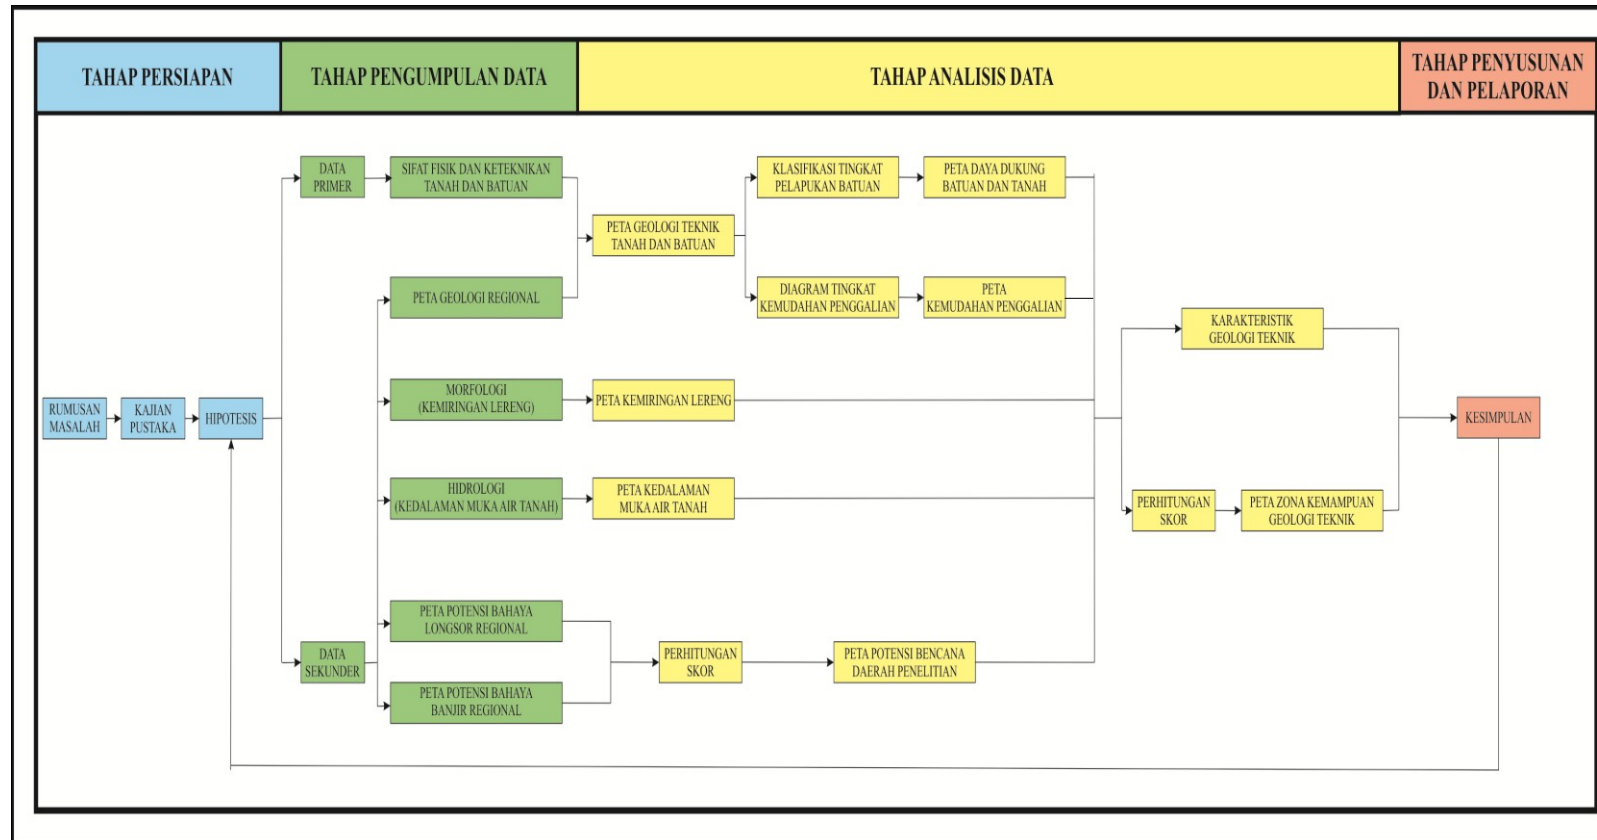 TAHAP PERSIAPAN
TAHAP PENGUMPULAN DATA
TAHAP ANALISIS DATA
TAHAP PENYUSUNAN
DAN PELAPORAN
RUMUSAN
MASALAH
KAJIAN
PUSTAKA
HIPOTESIS
DATA
PRIMER
SIFAT FISIK DAN KETEKNIKAN
TANAH DAN BATUAN
PETA GEOLOGI REGIONAL
MORFOLOGI
(KEMIRINGAN LERENG)
HIDROLOGI
(KEDALAMAN MUKA AIR TANAH)
DATA
SEKUNDER
PETA POTENSI BAHAYA
LONGSOR REGIONAL
PETA POTENSI BAHAYA
BANJIR REGIONAL
PETA GEOLOGI TEKNIK
TANAH DAN BATUAN
KLASIFIKASI TINGKAT
PELAPUKAN BATUAN
PETA DAYA DUKUNG
BATUAN DAN TANAH
DIAGRAM TINGKAT
KEMUDAHAN PENGGALIAN
PETA
KEMUDAHAN PENGGALIAN
PETA KEMIRINGAN LERENG
PETA KEDALAMAN
MUKA AIR TANAH
PERHITUNGAN
SKOR
PETA POTENSI BENCANA
DAERAH PENELITIAN
KARAKTERISTIK
GEOLOGI TEKNIK
PERHITUNGAN
SKOR
PETA ZONA KEMAMPUAN
GEOLOGI TEKNIK
KESIMPULAN